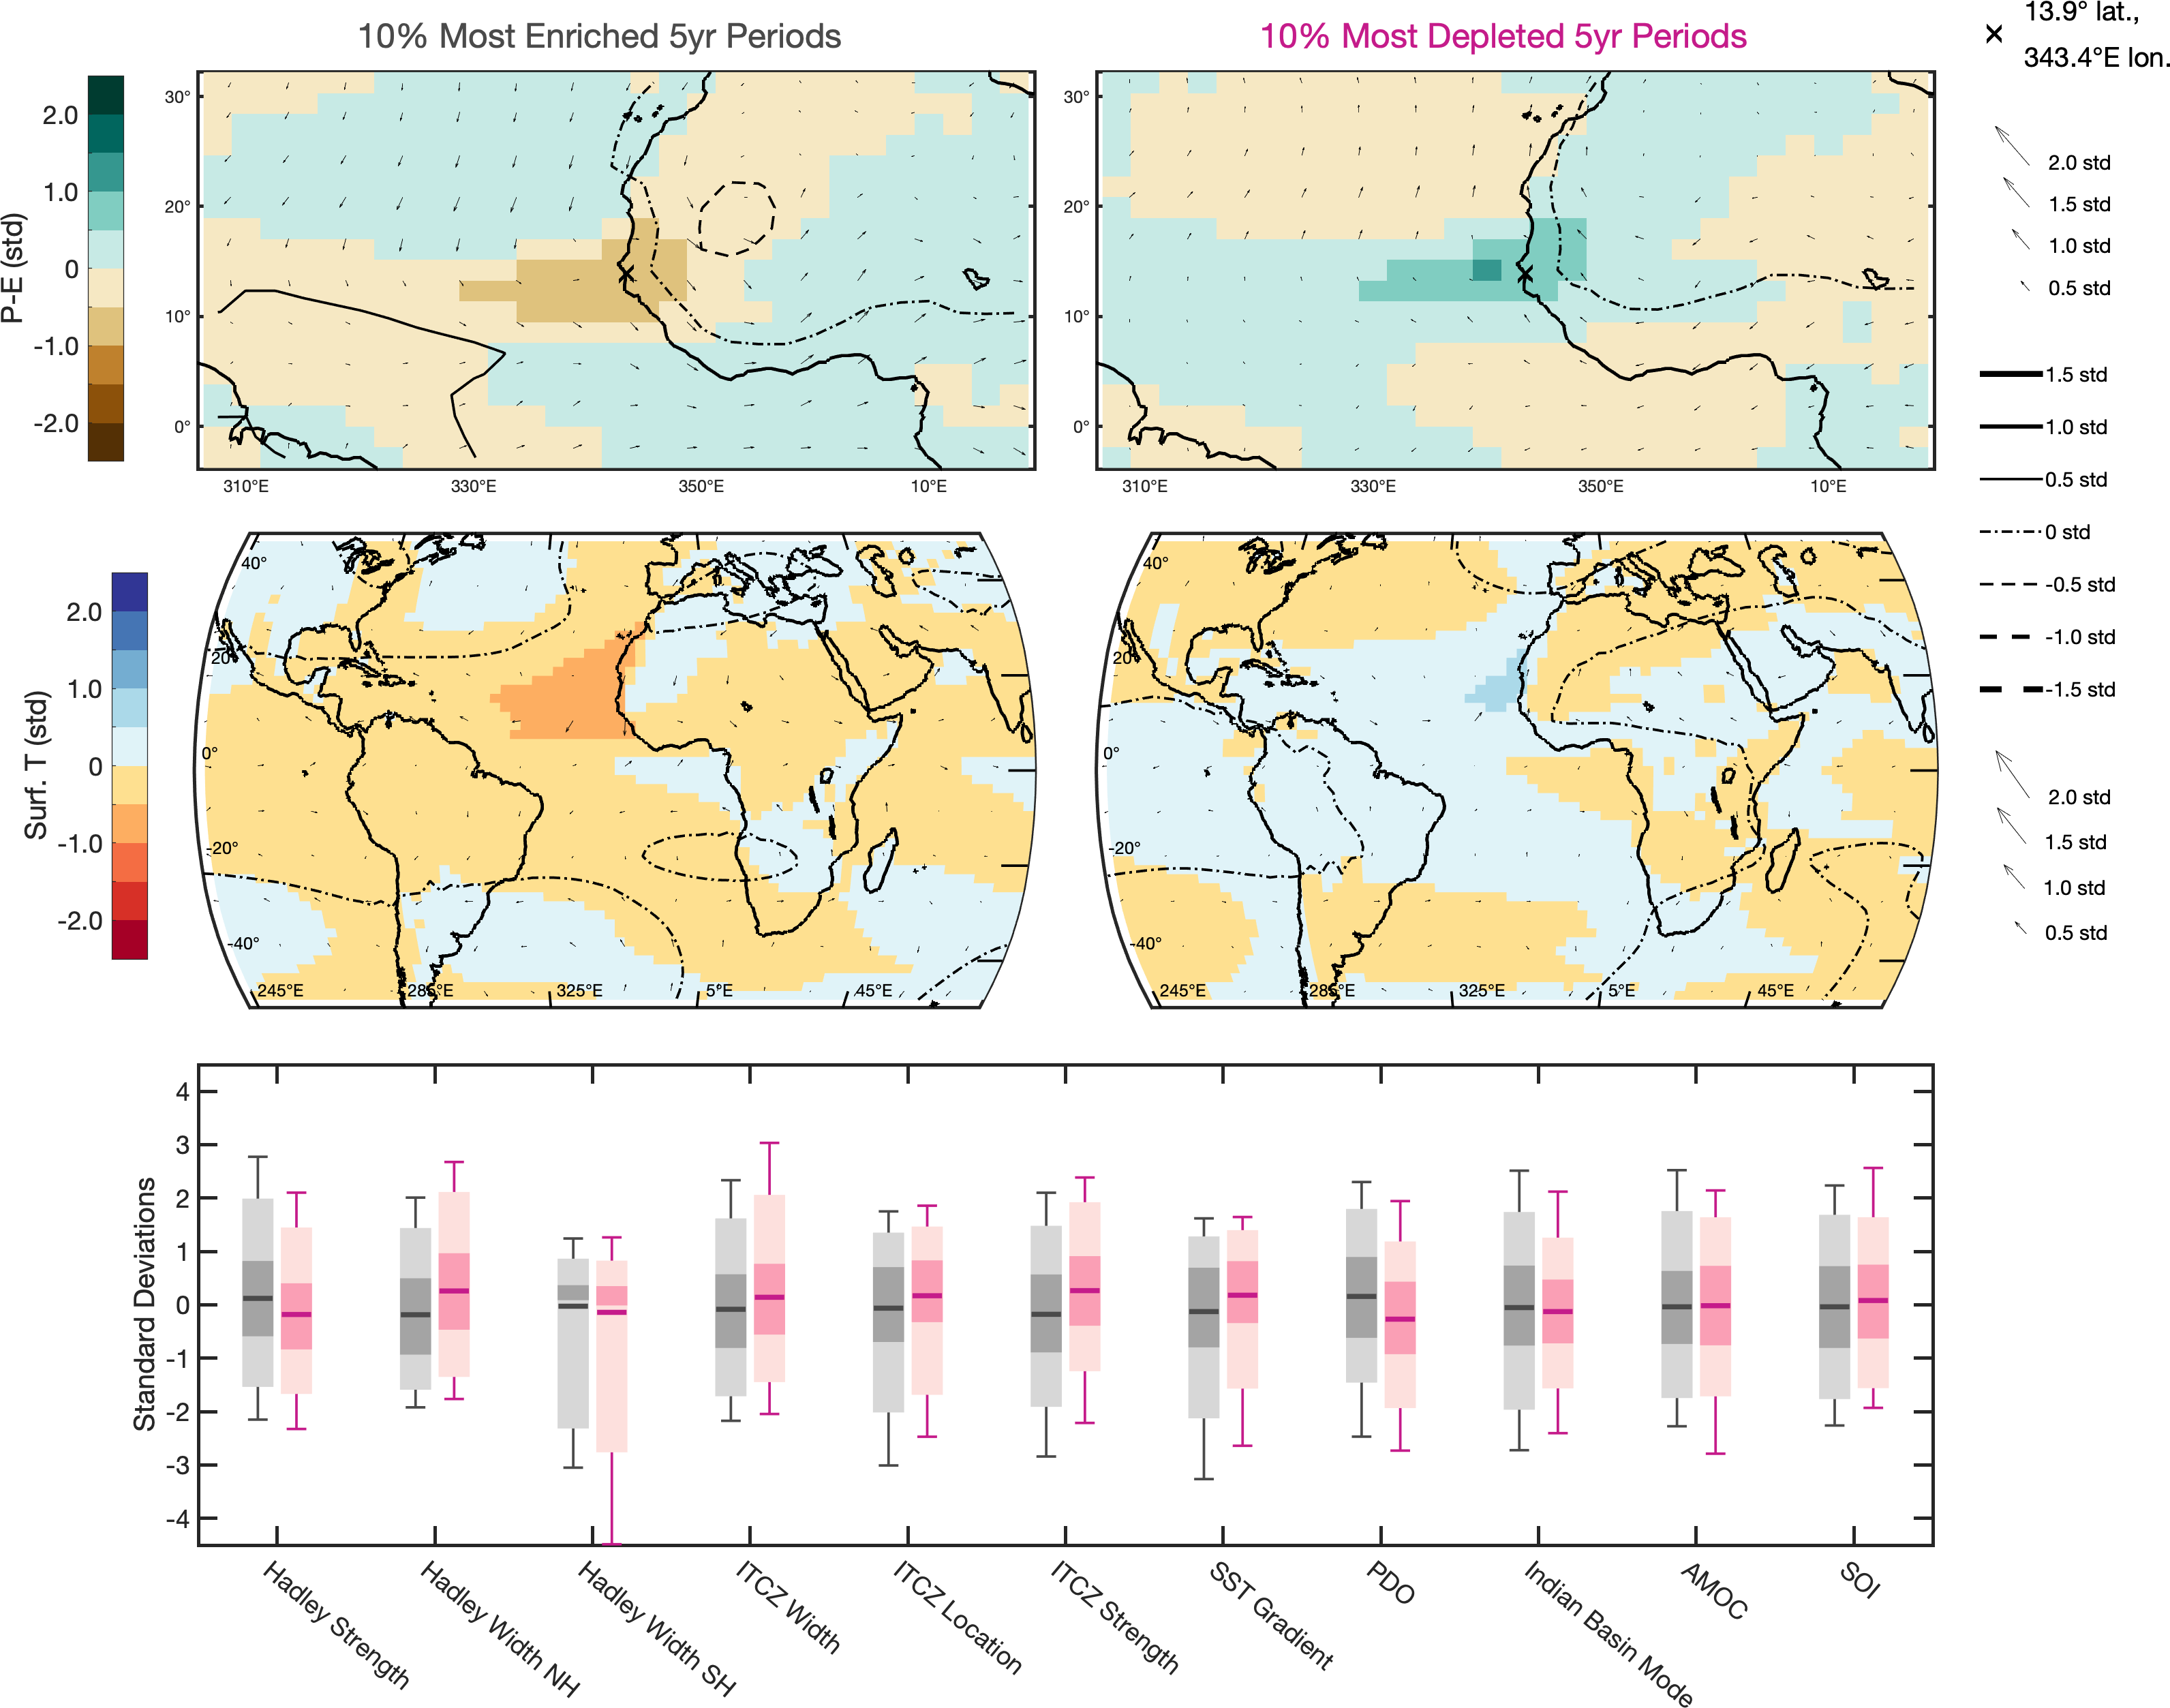 10% Most Enriched 5yr Periods
10% Most Depleted 5yr Periods
13.9° lat.,
343.4°E lon.
P-E (std)
2.0
1.0
0
-1.0
-2.0
30°
20°
10°
0°
310°E
330°E
350°E
10°E
30°
20°
10°
0°
310°E
330°E
350°E
10°E
2.0 std
1.5 std
1.0 std
0.5 std
1.5 std
1.0 std
0.5 std
0 std
-0.5 std
-1.0 std
-1.5 std
2.0 std
1.5 std
1.0 std
0.5 std
Surf. T (std)
2.0
1.0
0
-1.0
-2.0
40°
20°
0°
-20°
-40°
245°E
285°E
325°E
5°E
45°E
40°
20°
0°
-20°
-40°
245°E
285°E
325°E
5°E
45°E
Standard Deviations
4
3
2
1
0
-1
-2
-3
-4
Hadley Strength
Hadley Width NH
Hadley Width SH
ITCZ Width
ITCZ Location
ITCZ Strength
SST Gradient
PDO
Indian Basin Mode
AMOC
SOI